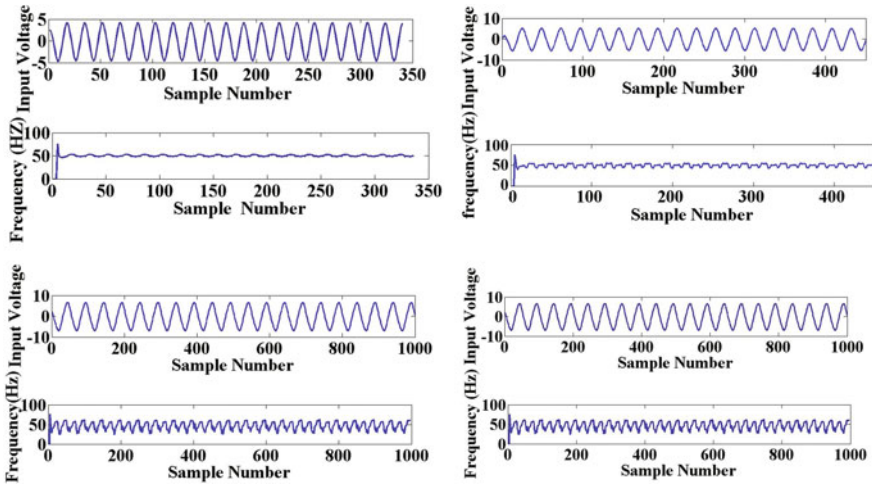 Input Voltage
5
0
-5
0 50 100 150 200 250 300 350
Sample Number
Frequency (HZ)
100
50
0
0 50 100 150 200 250 300 350
Sample Number
Input Voltage
10
0
-10
0 100 200 300 400
Sample Number
frequency(Hz)
100
50
0
0 100 200 300 400
Sample Number
Input Voltage
10
0
-10
0 200 400 600 800 1000
Sample Number
Frequency(Hz)
100
50
0
0 200 400 600 800 1000
Sample Number
Input Voltage
10
0
-10
0 200 400 600 800 1000
Sample Number
Frequency (Hz)
100
50
0
0 200 400 600 800 1000
Sample Number